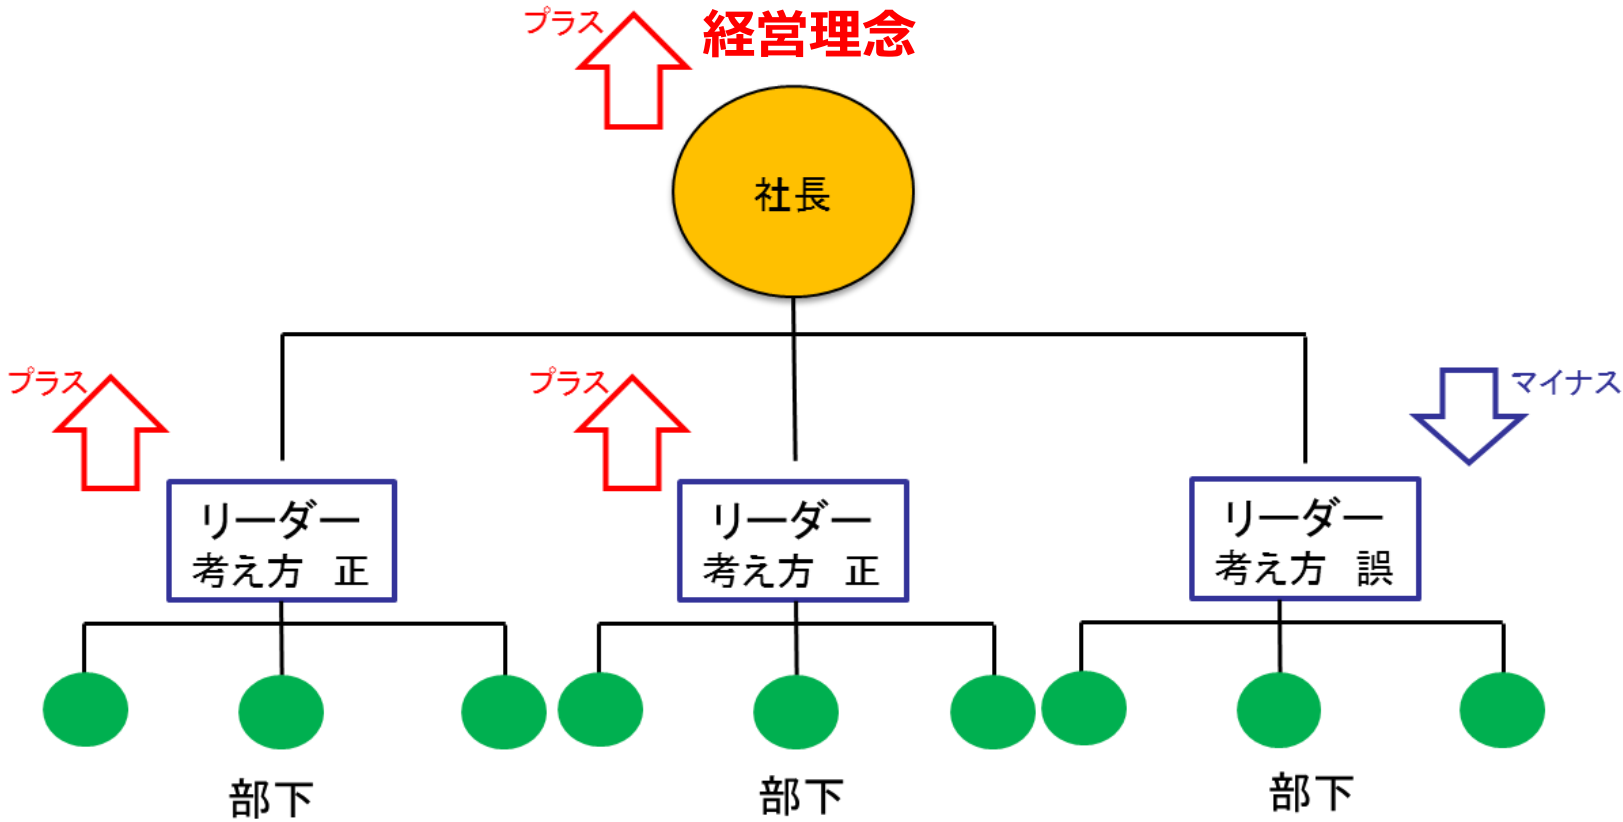 プラス
経営理念
社長
プラス
プラス
マイナス
リーダー
考え方　正
リーダー
考え方　正
リーダー
考え方　誤
部下
部下
部下